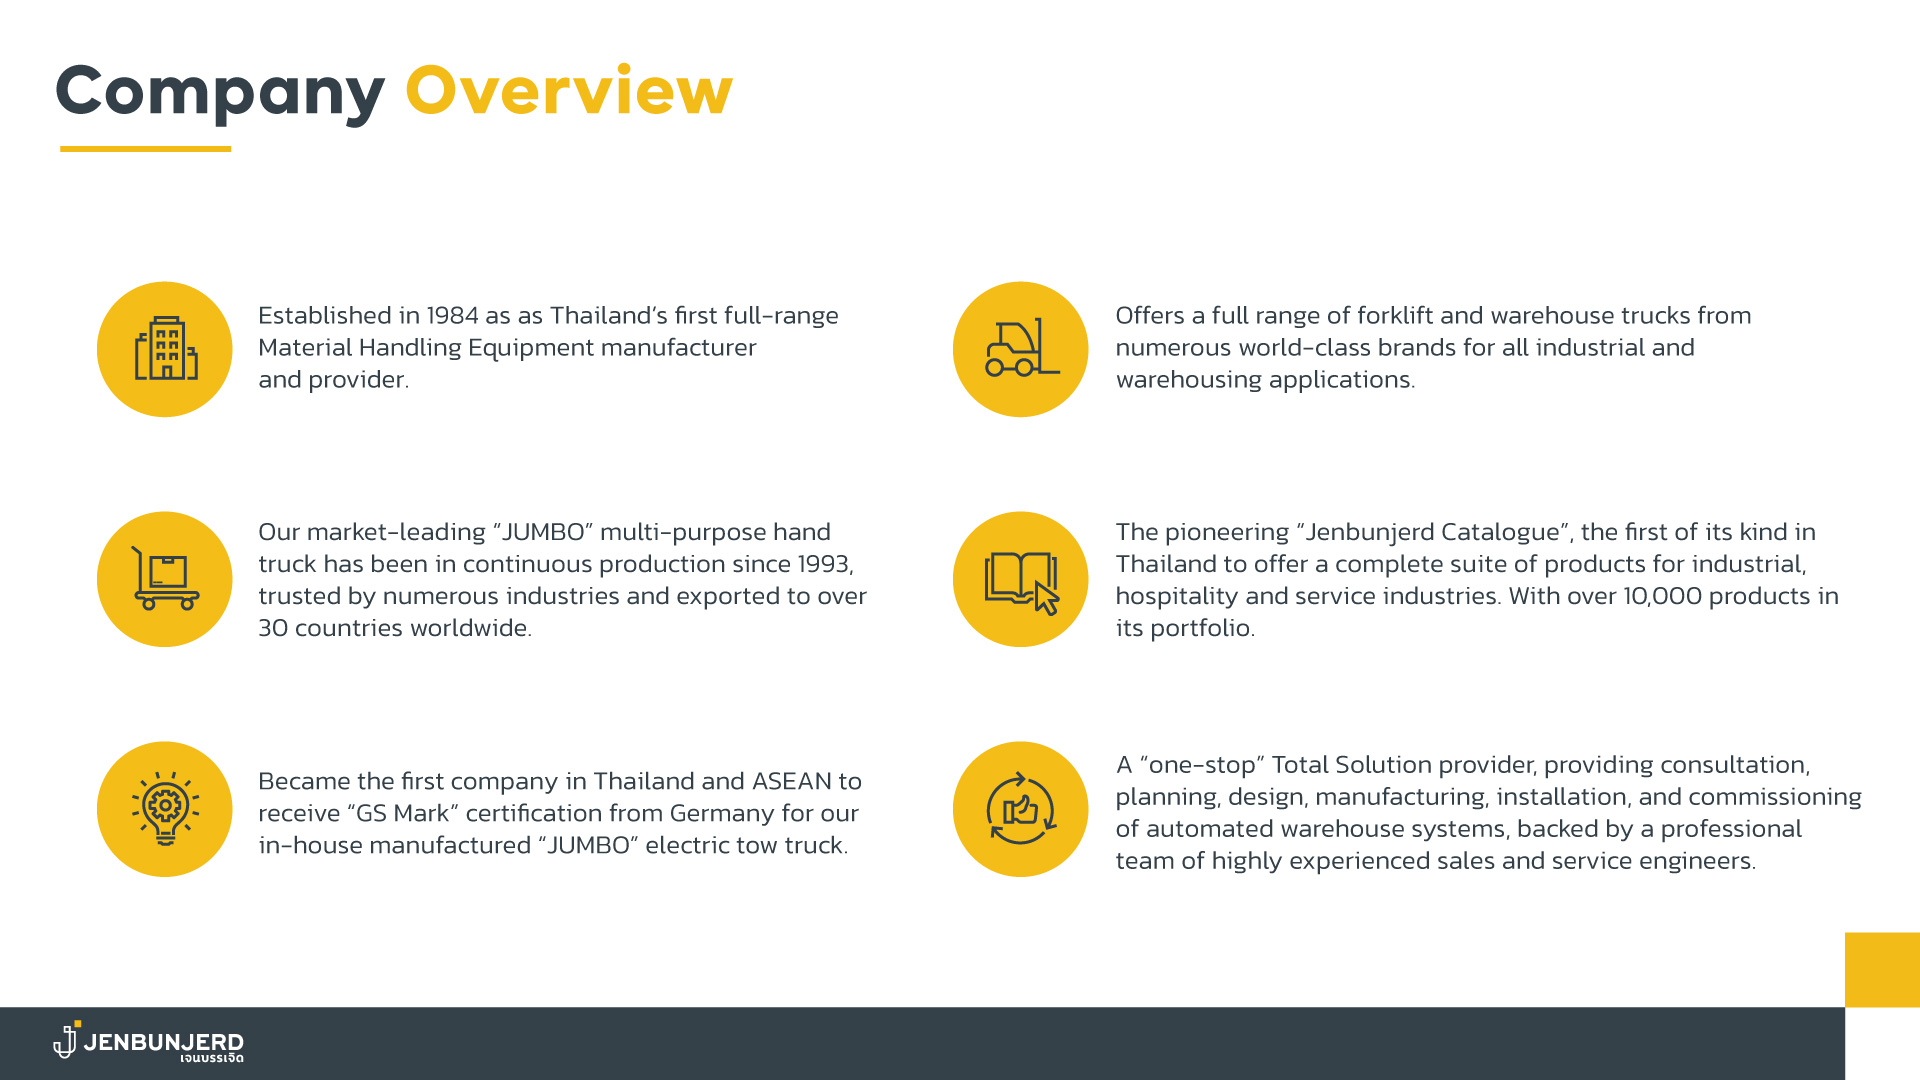 Company Overview
Established in 1984 as as Thailand’s first full-range
Material Handling Equipment manufacturer
and provider.
Our market-leading “JUMBO” multi-purpose hand
truck has been in continuous production since 1993,
trusted by numerous industries and exported to over
30 countries worldwide.
Became the first company in Thailand and ASEAN to
receive “GS Mark” certification from Germany for our
in-house manufactured “JUMBO” electric tow truck.
Offers a full range of forklift and warehouse trucks from
numerous world-class brands for all industrial and
warehousing applications.
The pioneering “Jenbunjerd Catalogue”, the first of its kind in
Thailand to offer a complete suite of products for industrial,
hospitality and service industries. With over 10,000 products in
its portfolio.
A “one-stop” Total Solution provider, providing consultation,
planning, design, manufacturing, installation, and commissioning
of automated warehouse systems, backed by a professional
team of highly experienced sales and service engineers.
JENBUNJERD
เจนบรรเจิด